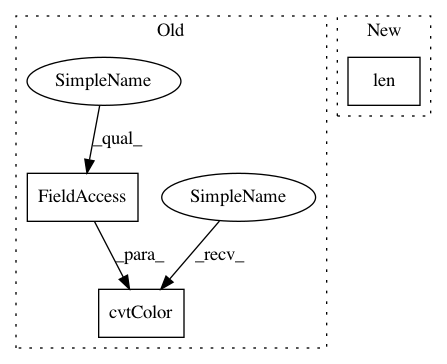 Old
New
SimpleName
len
_qual_
FieldAccess
SimpleName
_para_
_recv_
cvtColor